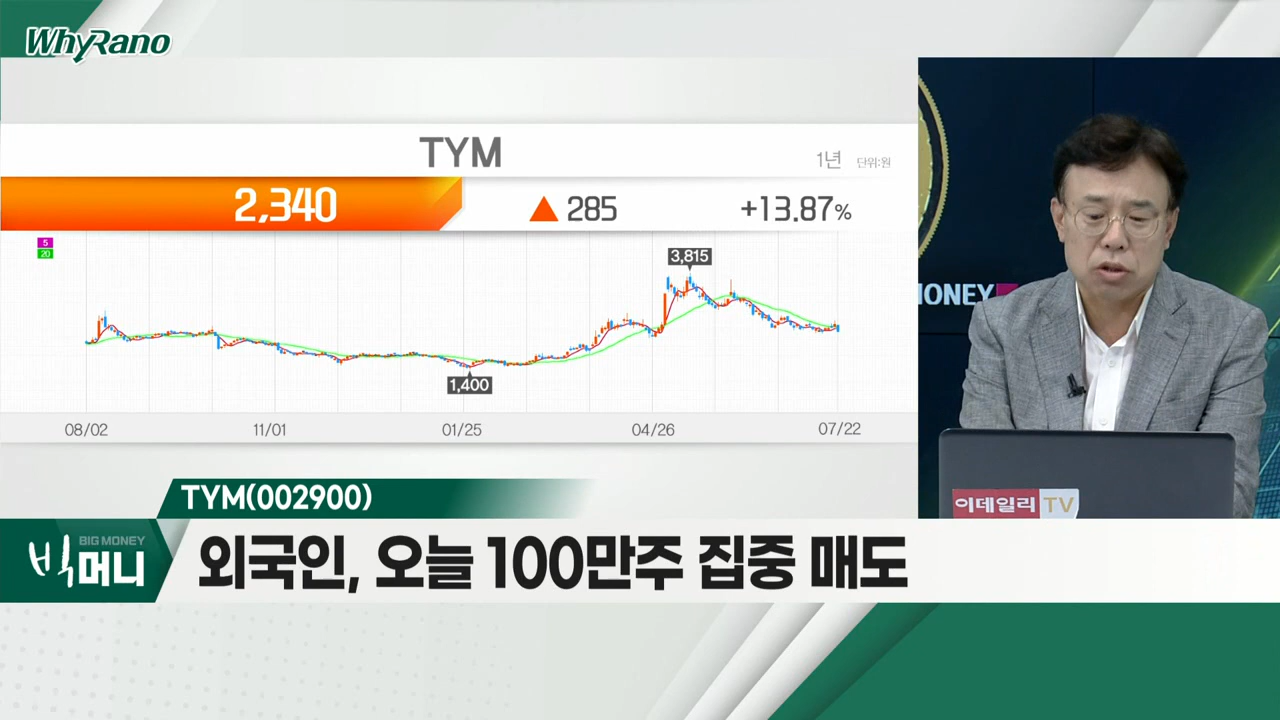 WhyRano
TYM
1년 단위:원
2,340 ▲ 285 +13.87%
5
20
3,815
1,400
08/02 11/01 01/25 04/26 07/22
MONEY
이데일리 TV
TYM(002900)
BIG MONEY
빅머니
외국인, 오늘 100만주 집중 매도